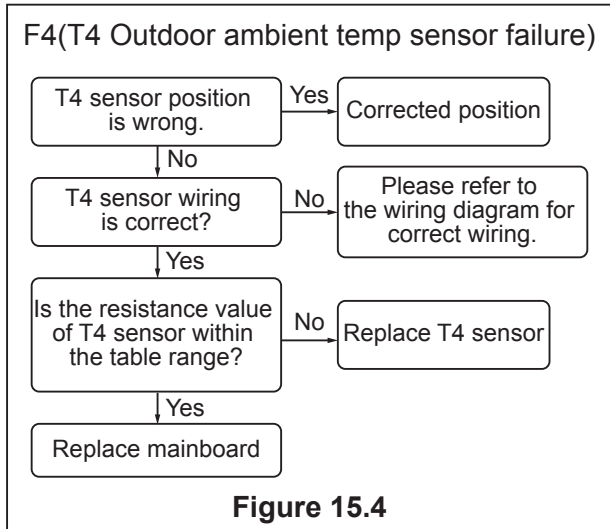 F4(T4 Outdoor ambient temp sensor failure)
T4 sensor position
is wrong.
Yes
Corrected position
No
T4 sensor wiring
is correct?
No
Please refer to
the wiring diagram for
correct wiring.
Yes
Is the resistance value
of T4 sensor within
the table range?
No
Replace T4 sensor
Yes
Replace mainboard
Figure 15.4